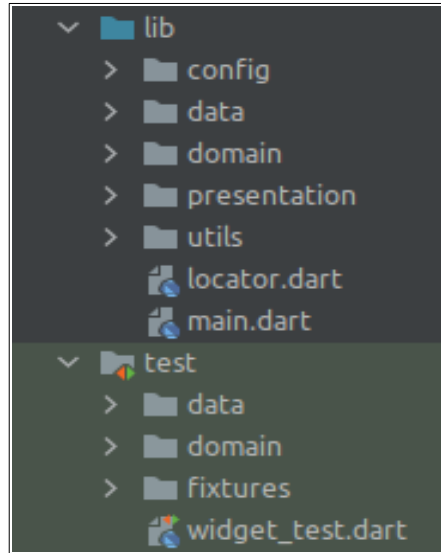 lib
config
data
domain
presentation
utils
locator.dart
main.dart
test
data
domain
fixtures
widget_test.dart